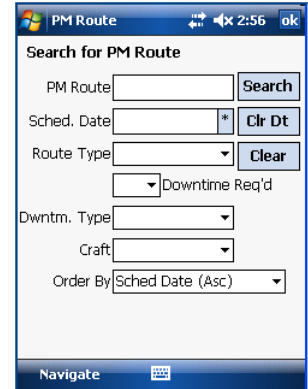 PM Route 2:56 ok
Search for PM Route
PM Route Search
Sched. Date * Clr Dt
Route Type Clear
Downtime Req'd
Dwntm. Type
Craft
Order By Sched Date (Asc)
Navigate